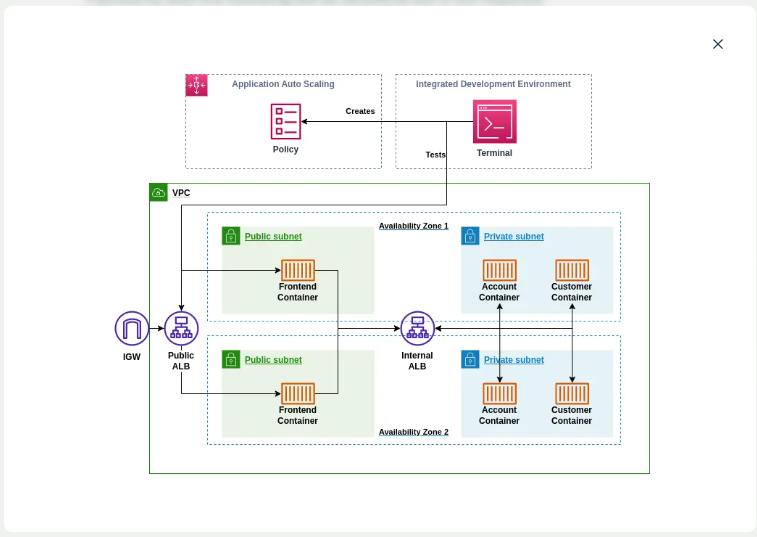 Application Auto Scaling
Integrated Development Environment
Creates
Policy
Terminal
Tests
VPC
Availability Zone 1
Public subnet
Private subnet
Frontend
Container
Account
Container
Customer
Container
IGW
Public
ALB
Internal
ALB
Public subnet
Private subnet
Frontend
Container
Account
Container
Customer
Container
Availability Zone 2